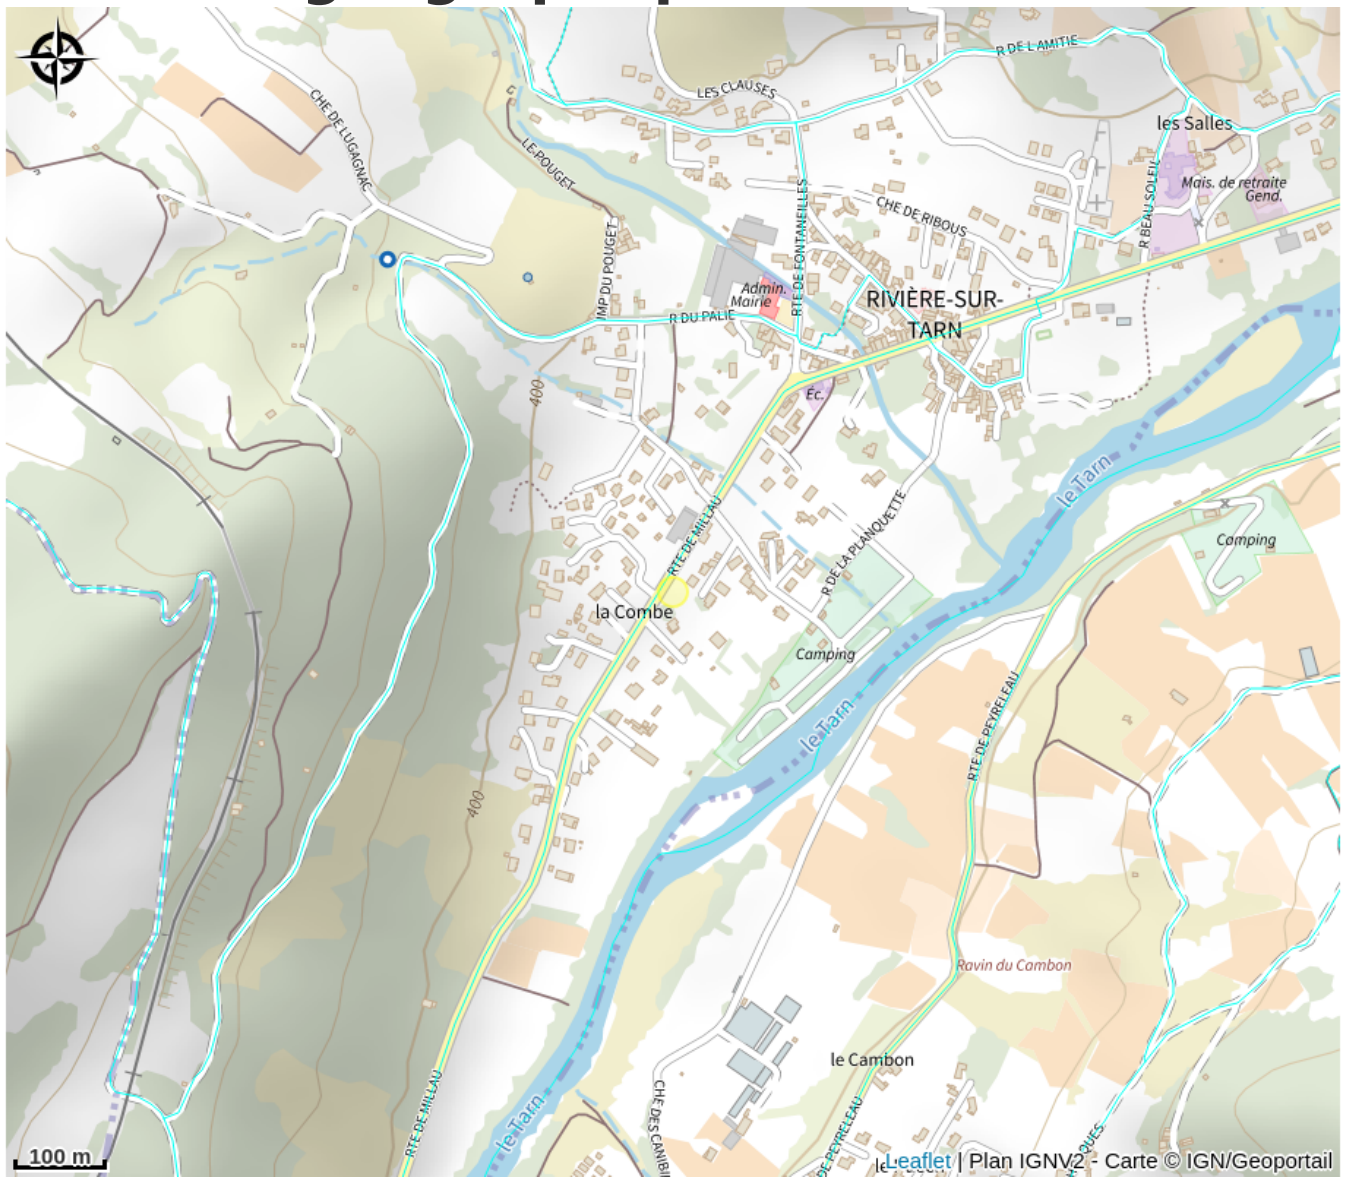 R DE L'AMITIE
LES CLAUSES
CHE DE LUGAGNAC
les Salles
LE POUGET
Mais. de retraite
Gend.
R BEAU SOLEIL
CHE DE RIBOUS
RTE DE FONTANEILLES
IMP DU POUGET
Admin.
Mairie
R DU PALIE
RIVIÈRE-SUR-
TARN
400
Éc.
le Tarn
RTE DE MILLAU
R DE LA PLANQUETTE
Camping
la Combe
Camping
le Tarn
RTE DE PEYRELEAU
400
Ravin du Cambon
le Cambon
RTE DE MILLAU
le Tarn
CHE DES CANIBI
DE PEYRELEAU
100 m
Leaflet | Plan IGNV2 - Carte © IGN/Geoportail